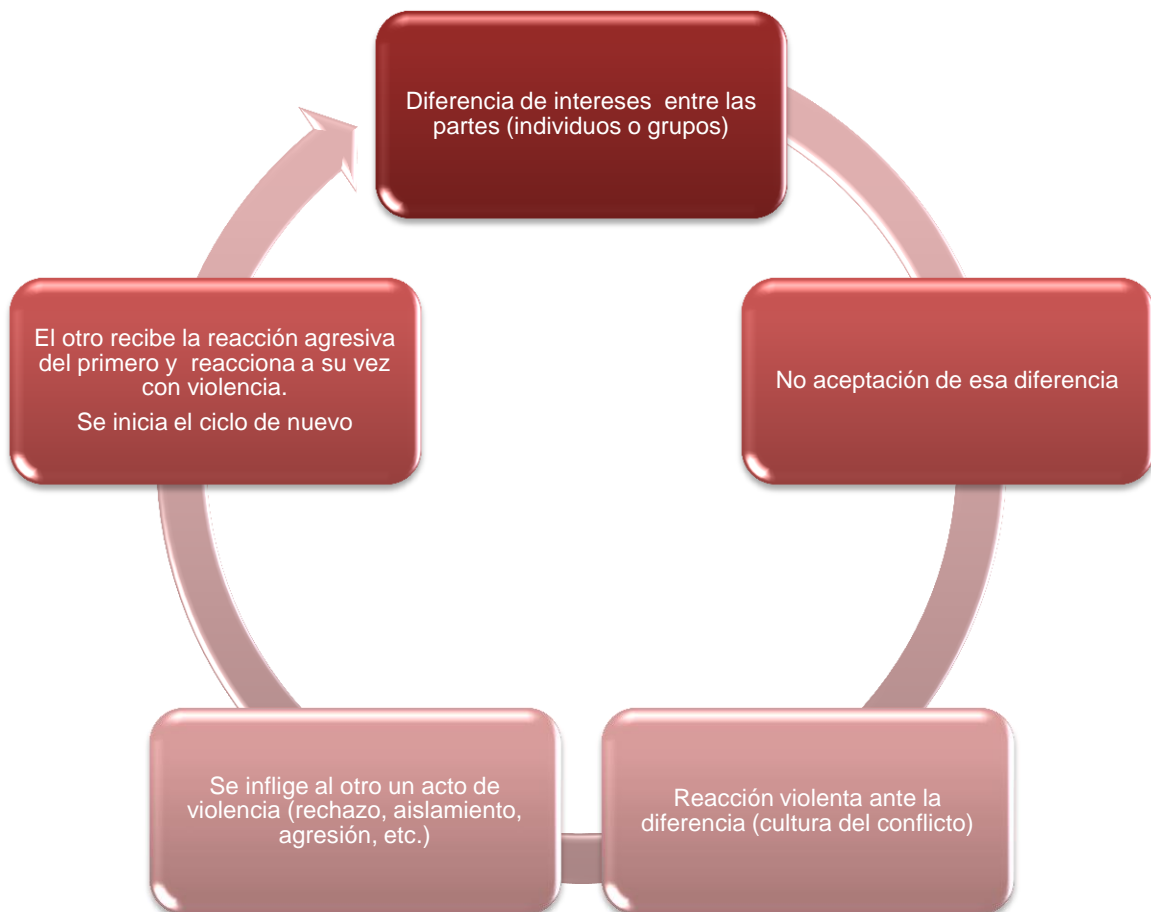 Diferencia de intereses entre las
partes (individuos o grupos)
No aceptación de esa diferencia
Reacción violenta ante la
diferencia (cultura del conflicto)
Se inflige al otro un acto de
violencia (rechazo, aislamiento,
agresión, etc.)
El otro recibe la reacción agresiva
del primero y reacciona a su vez
con violencia.
Se inicia el ciclo de nuevo